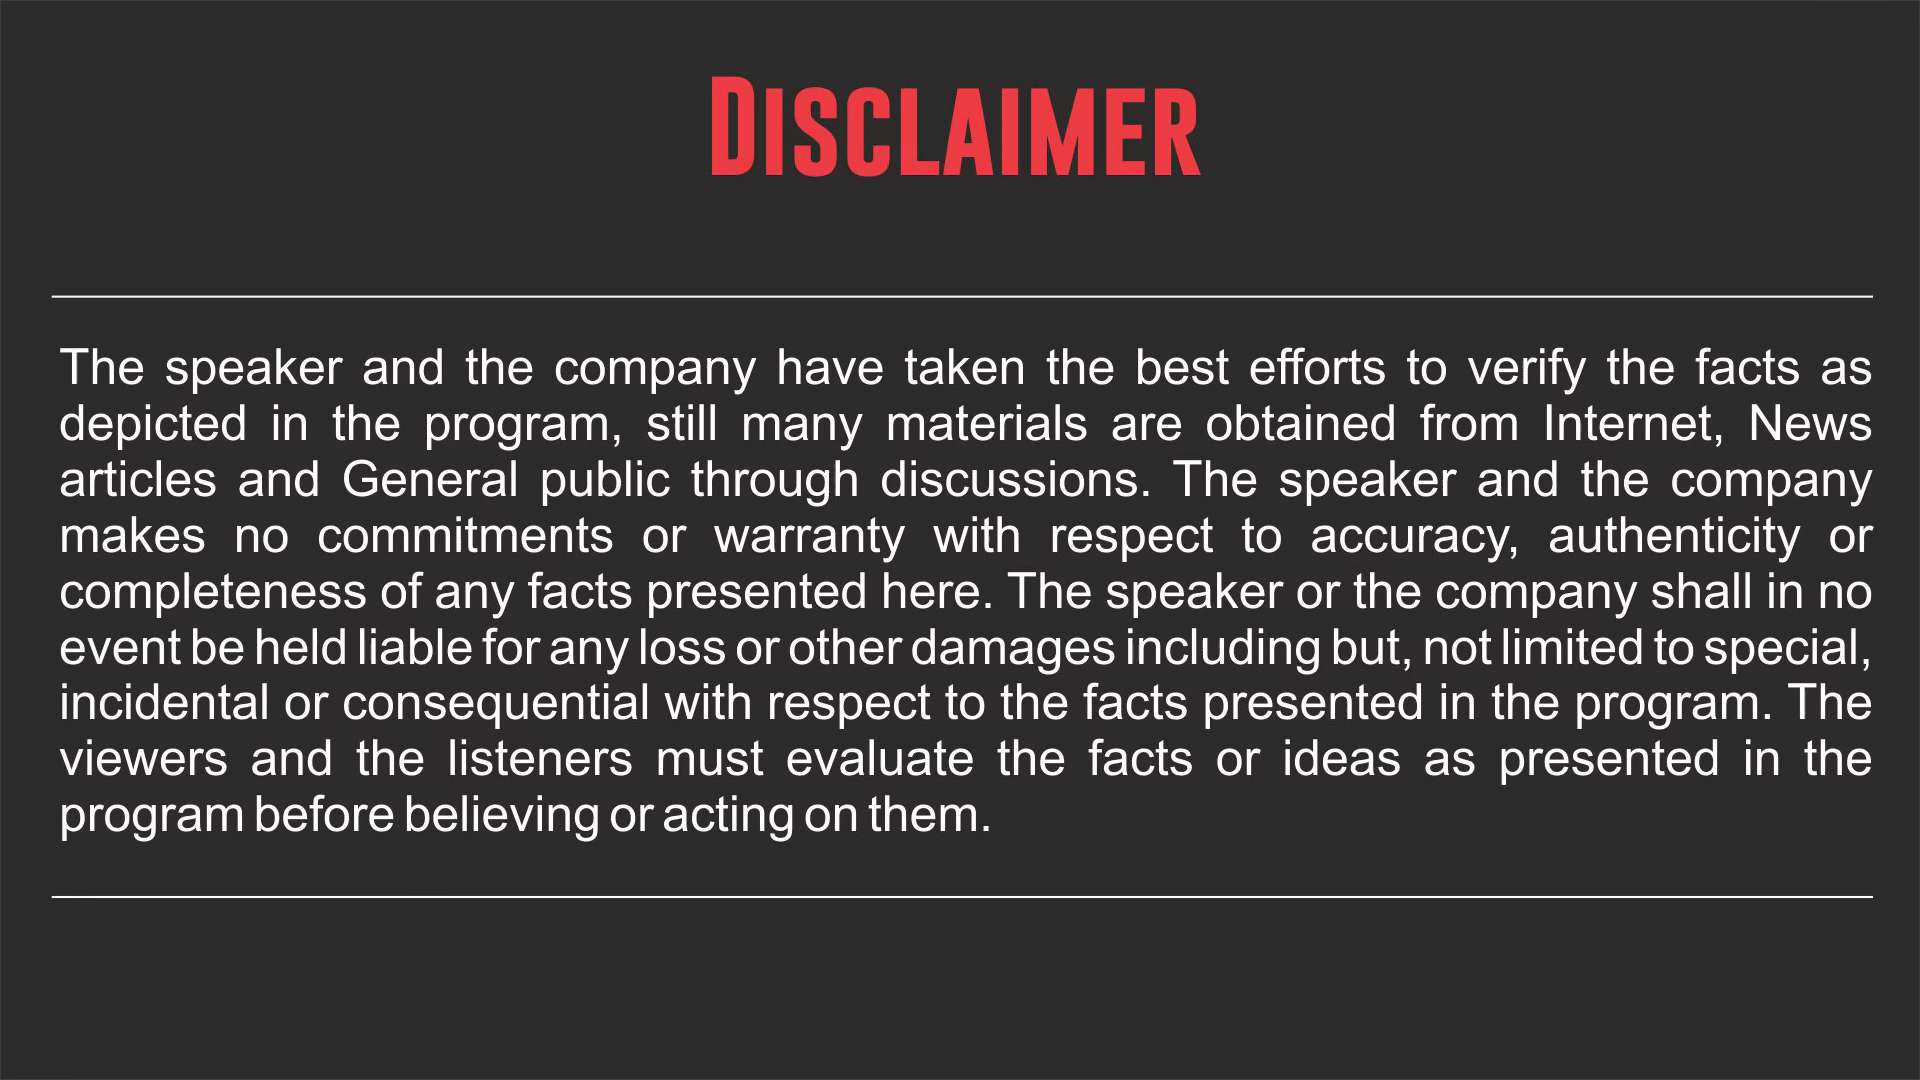 DISCLAIMER
The speaker and the company have taken the best efforts to verify the facts as
depicted in the program, still many materials are obtained from Internet, News
articles and General public through discussions. The speaker and the company
makes no commitments or warranty with respect to accuracy, authenticity or
completeness of any facts presented here. The speaker or the company shall in no
event be held liable for any loss or other damages including but, not limited to special,
incidental or consequential with respect to the facts presented in the program. The
viewers and the listeners must evaluate the facts or ideas as presented in the
program before believing or acting on them.